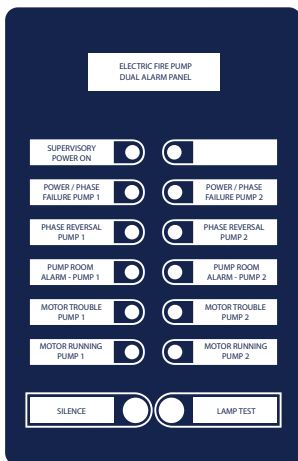 ELECTRIC FIRE PUMP
DUAL ALARM PANEL
SUPERVISORY
POWER ON
POWER / PHASE
FAILURE PUMP 1
POWER / PHASE
FAILURE PUMP 2
PHASE REVERSAL
PUMP 1
PHASE REVERSAL
PUMP 2
PUMP ROOM
ALARM - PUMP 1
PUMP ROOM
ALARM - PUMP 2
MOTOR TROUBLE
PUMP 1
MOTOR TROUBLE
PUMP 2
MOTOR RUNNING
PUMP 1
MOTOR RUNNING
PUMP 2
SILENCE
LAMP TEST